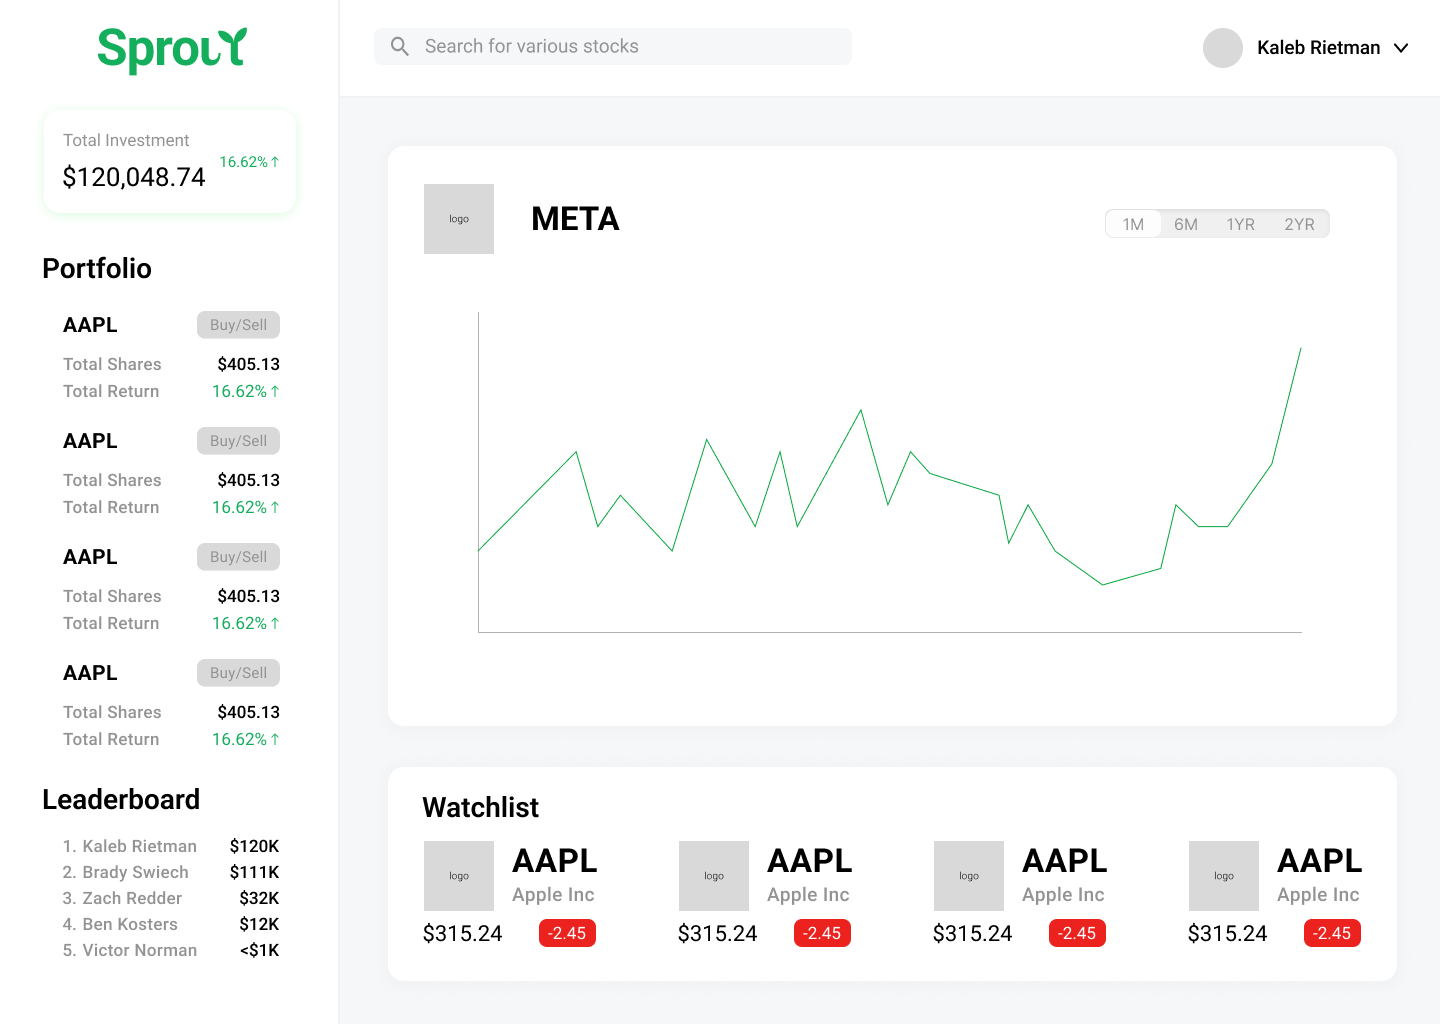 Sprout
Search for various stocks
Kaleb Rietman
Total Investment
$120,048.74
16.62%↑
Portfolio
AAPL
Buy/Sell
Total Shares
$405.13
Total Return
16.62%↑
AAPL
Buy/Sell
Total Shares
$405.13
Total Return
16.62%↑
AAPL
Buy/Sell
Total Shares
$405.13
Total Return
16.62%↑
AAPL
Buy/Sell
Total Shares
$405.13
Total Return
16.62%↑
Leaderboard
1. Kaleb Rietman $120K
2. Brady Swiech $111K
3. Zach Redder $32K
4. Ben Kosters $12K
5. Victor Norman <$1K
logo
META
1M 6M 1YR 2YR
Watchlist
logo
AAPL
Apple Inc
$315.24
-2.45
logo
AAPL
Apple Inc
$315.24
-2.45
logo
AAPL
Apple Inc
$315.24
-2.45
logo
AAPL
Apple Inc
$315.24
-2.45